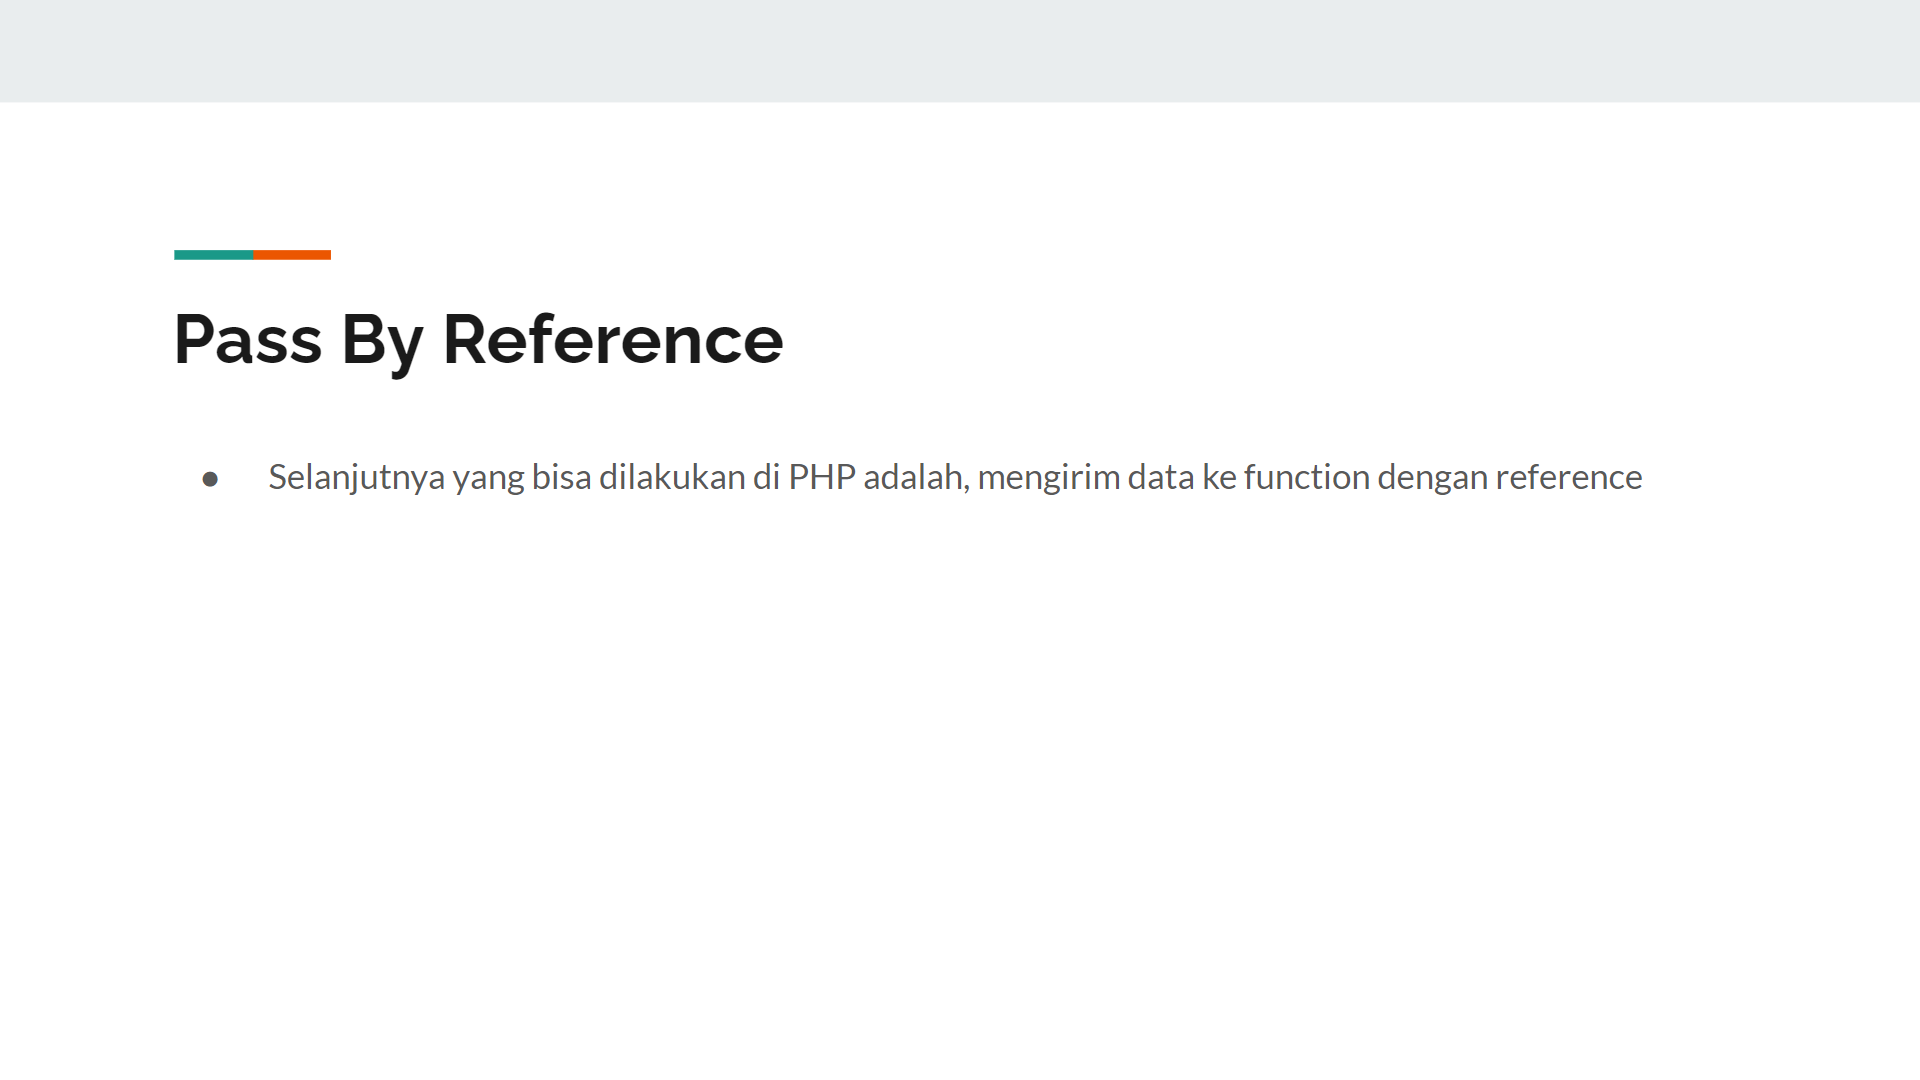 Pass By Reference
● Selanjutnya yang bisa dilakukan di PHP adalah, mengirim data ke function dengan reference